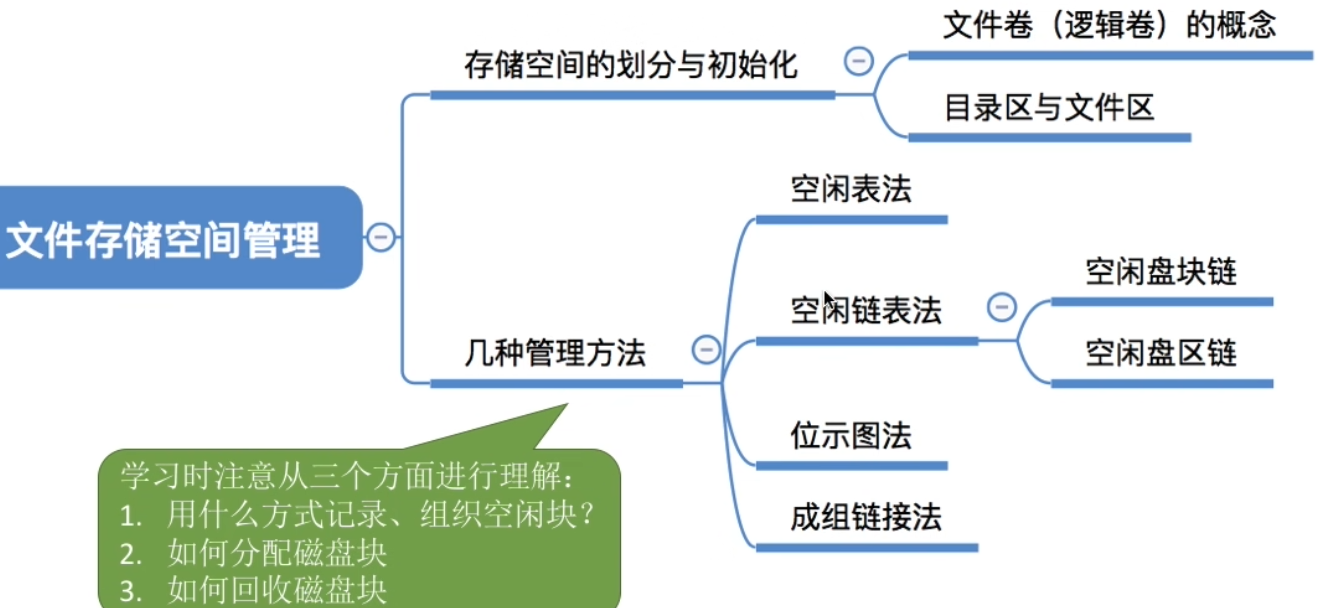 文件卷（逻辑卷）的概念
存储空间的划分与初始化
目录区与文件区
空闲表法
文件存储空间管理
空闲盘块链
空闲链表法
几种管理方法
空闲盘区链
位示图法
成组链接法
学习时注意从三个方面进行理解：
1. 用什么方式记录、组织空闲块？
2. 如何分配磁盘块
3. 如何回收磁盘块